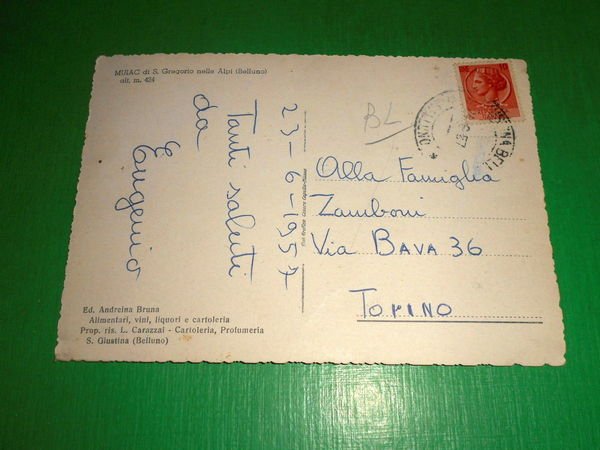 MUIAC di S. Gregorio nelle Alpi (Belluno)
alt. m. 424
23-6-1957
Tanti saluti
da
Eugenio
BL
Alla Famiglia
Zamboni
Via BAVA 36
TORINO
Ed. Andreina Bruna
Alimentari, vini, liquori e cartoleria
Prop. ris. L. Carazzai - Cartoleria, Profumeria
S. Giustina (Belluno)